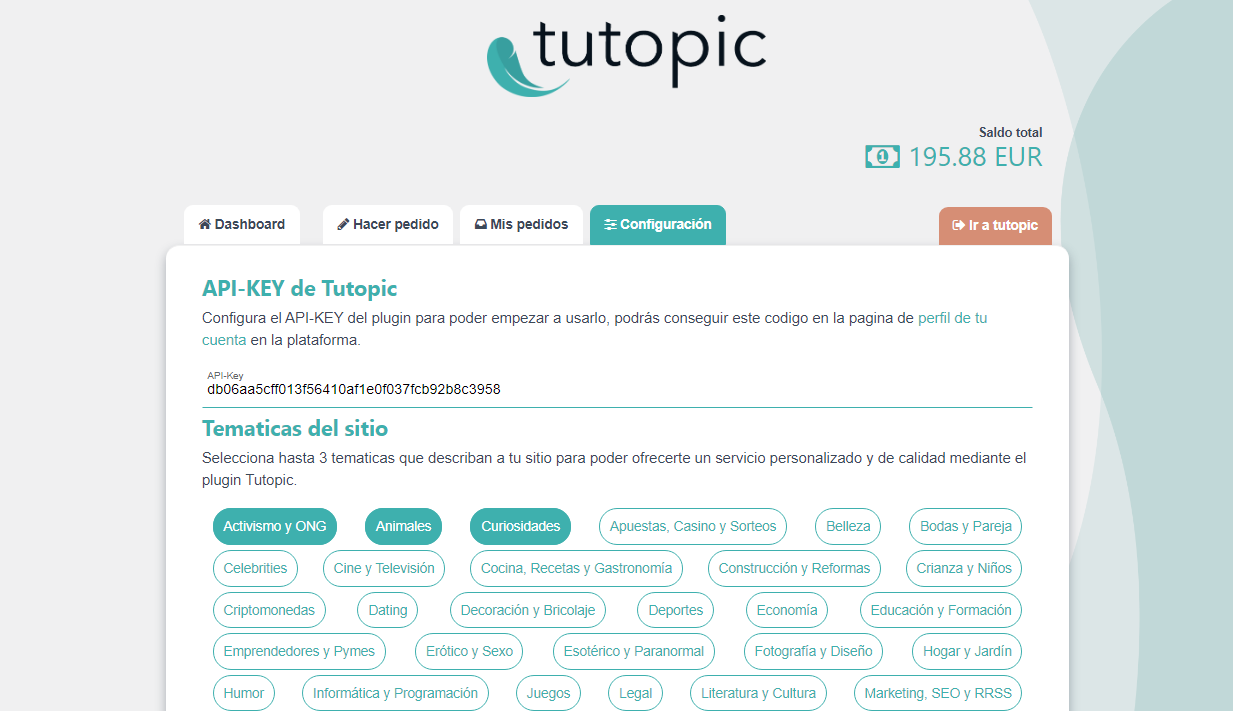 tutopic
Saldo total
195.88 EUR
Dashboard Hacer pedido Mis pedidos Configuración Ir a tutopic
API-KEY de Tutopic
Configura el API-KEY del plugin para poder empezar a usarlo, podrás conseguir este codigo en la pagina de perfil de tu
cuenta en la plataforma.
API-Key
db06aa5cff013f56410af1e0f037fcb92b8c3958
Tematicas del sitio
Selecciona hasta 3 tematicas que describan a tu sitio para poder ofrecerte un servicio personalizado y de calidad mediante el
plugin Tutopic.
Activismo y ONG Animales Curiosidades Apuestas, Casino y Sorteos Belleza Bodas y Pareja
Celebrities Cine y Televisión Cocina, Recetas y Gastronomía Construcción y Reformas Crianza y Niños
Criptomonedas Dating Decoración y Bricolaje Deportes Economía Educación y Formación
Emprendedores y Pymes Erótico y Sexo Esotérico y Paranormal Fotografía y Diseño Hogar y Jardín
Humor Informática y Programación Juegos Legal Literatura y Cultura Marketing, SEO y RRSS